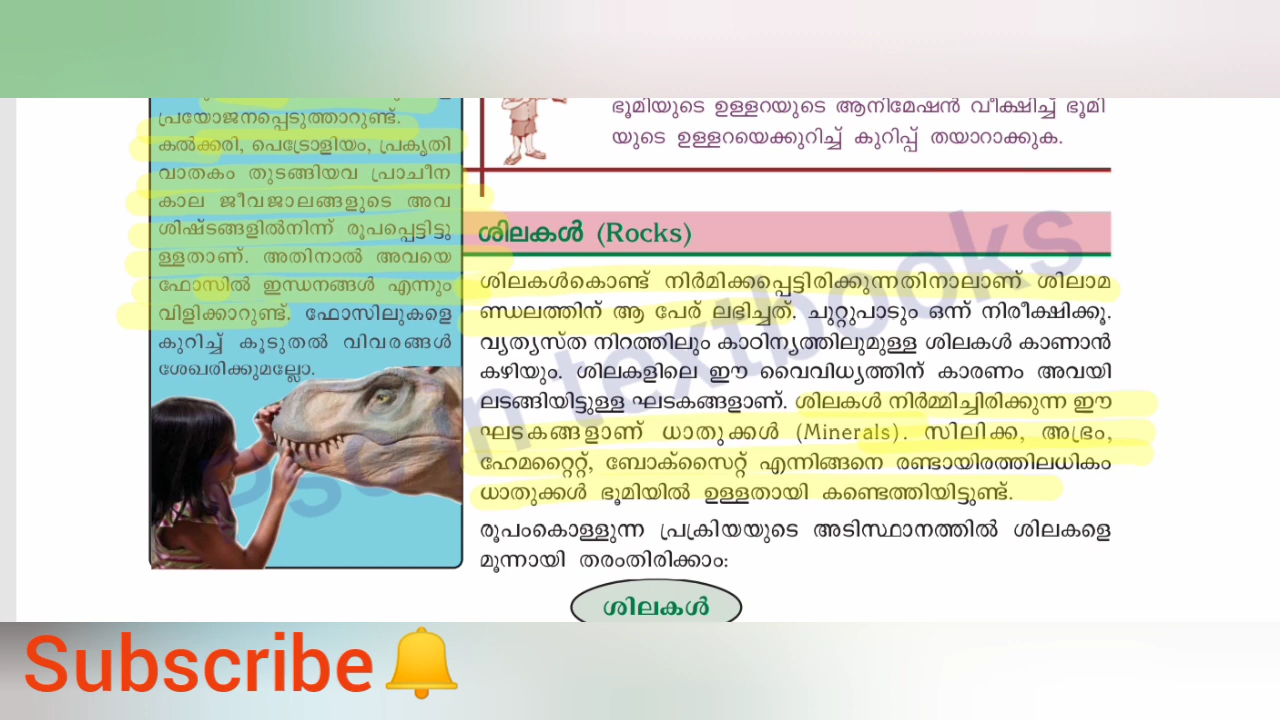 പ്രയോജനപ്പെടുത്താറുണ്ട്.
കൽക്കരി, പെട്രോളിയം, പ്രകൃതി
വാതകം തുടങ്ങിയവ പ്രാചീന
കാല ജീവജാലങ്ങളുടെ അവ
ശിഷ്ടങ്ങളിൽനിന്ന് രൂപപ്പെട്ടിട്ടു
ള്ളതാണ്. അതിനാൽ അവയെ
ഫോസിൽ ഇന്ധനങ്ങൾ എന്നും
വിളിക്കാറുണ്ട്. ഫോസിലുകളെ
കുറിച്ച് കൂടുതൽ വിവരങ്ങൾ
ശേഖരിക്കുമല്ലോ.
ഭൂമിയുടെ ഉള്ളറയുടെ ആനിമേഷൻ വീക്ഷിച്ച് ഭൂമി
യുടെ ഉള്ളറയെക്കുറിച്ച് കുറിപ്പ് തയാറാക്കുക.
ശിലകൾ (Rocks)
ശിലകൾകൊണ്ട് നിർമിക്കപ്പെട്ടിരിക്കുന്നതിനാലാണ് ശിലാമ
ണ്ഡലത്തിന് ആ പേര് ലഭിച്ചത്. ചുറ്റുപാടും ഒന്ന് നിരീക്ഷിക്കൂ.
വ്യത്യസ്ത നിറത്തിലും കാഠിന്യത്തിലുമുള്ള ശിലകൾ കാണാൻ
കഴിയും. ശിലകളിലെ ഈ വൈവിധ്യത്തിന് കാരണം അവയി
ലടങ്ങിയിട്ടുള്ള ഘടകങ്ങളാണ്. ശിലകൾ നിർമ്മിച്ചിരിക്കുന്ന ഈ
ഘടകങ്ങളാണ് ധാതുക്കൾ (Minerals). സിലിക്ക, അഭ്രം,
ഹേമറ്റൈറ്റ്, ബോക്സൈറ്റ് എന്നിങ്ങനെ രണ്ടായിരത്തിലധികം
ധാതുക്കൾ ഭൂമിയിൽ ഉള്ളതായി കണ്ടെത്തിയിട്ടുണ്ട്.
രൂപംകൊള്ളുന്ന പ്രക്രിയയുടെ അടിസ്ഥാനത്തിൽ ശിലകളെ
മൂന്നായി തരംതിരിക്കാം:
ശിലകൾ
textbooks
Subscribe